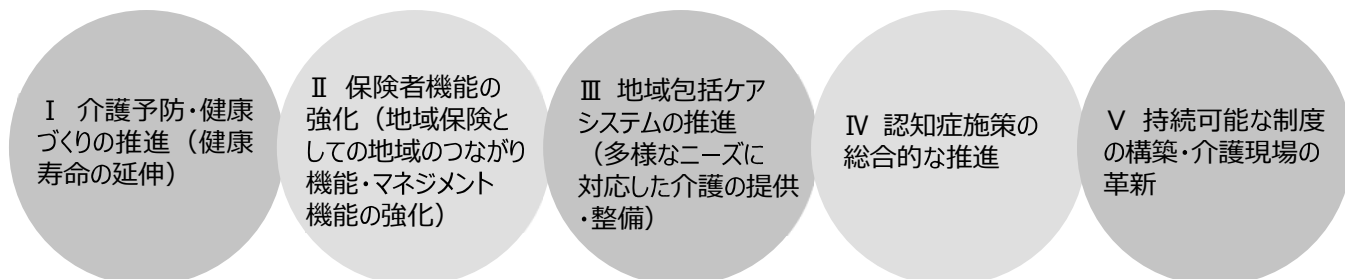 Ⅰ 介護予防・健康
づくりの推進（健康
寿命の延伸）
Ⅱ 保険者機能の
強化（地域保険と
しての地域のつながり
機能・マネジメント
機能の強化）
Ⅲ 地域包括ケア
システムの推進
（多様なニーズに
対応した介護の提供
・整備）
Ⅳ 認知症施策の
総合的な推進
Ⅴ 持続可能な制度
の構築・介護現場の
革新